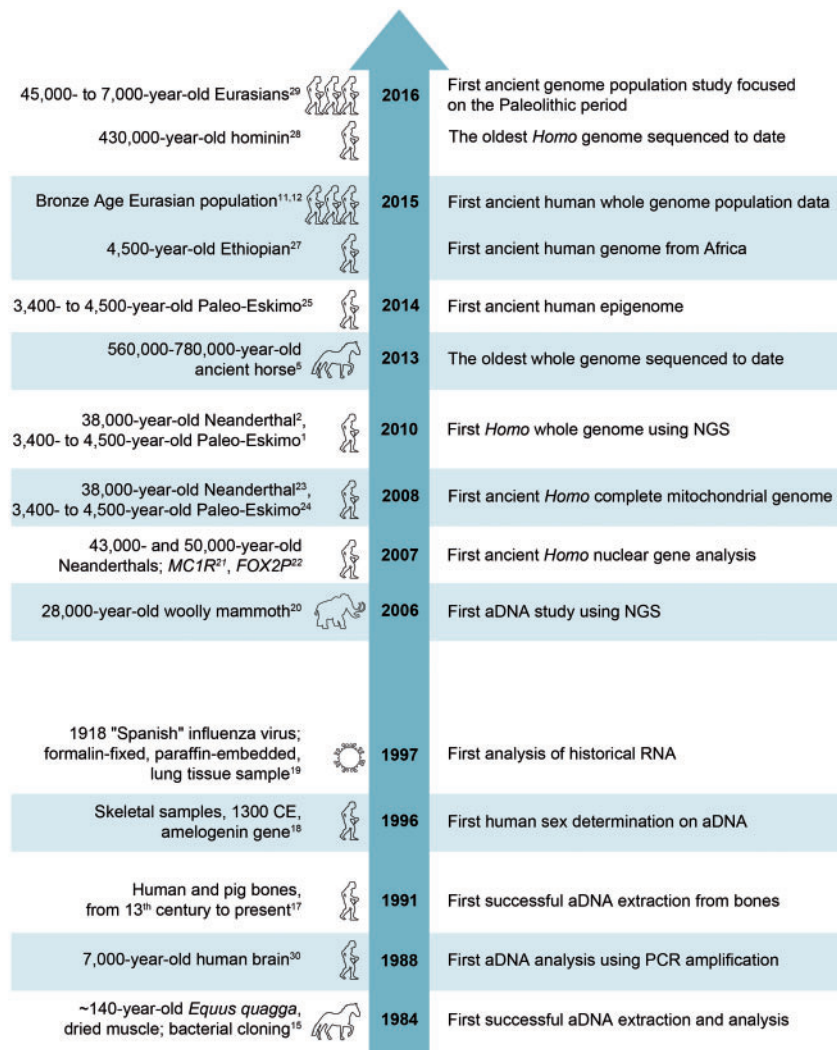 45,000- to 7,000-year-old Eurasians²⁹ 2016 First ancient genome population study focused
on the Paleolithic period
430,000-year-old hominin²⁸ The oldest Homo genome sequenced to date
Bronze Age Eurasian population¹¹,¹² 2015 First ancient human whole genome population data
4,500-year-old Ethiopian²⁷ First ancient human genome from Africa
3,400- to 4,500-year-old Paleo-Eskimo²⁵ 2014 First ancient human epigenome
560,000-780,000-year-old
ancient horse⁵ 2013 The oldest whole genome sequenced to date
38,000-year-old Neanderthal²,
3,400- to 4,500-year-old Paleo-Eskimo¹ 2010 First Homo whole genome using NGS
38,000-year-old Neanderthal²³,
3,400- to 4,500-year-old Paleo-Eskimo²⁴ 2008 First ancient Homo complete mitochondrial genome
43,000- and 50,000-year-old
Neanderthals; MC1R²¹, FOX2P²² 2007 First ancient Homo nuclear gene analysis
28,000-year-old woolly mammoth²⁰ 2006 First aDNA study using NGS
1918 "Spanish" influenza virus;
formalin-fixed, paraffin-embedded,
lung tissue sample¹⁹ 1997 First analysis of historical RNA
Skeletal samples, 1300 CE,
amelogenin gene¹⁸ 1996 First human sex determination on aDNA
Human and pig bones,
from 13th century to present¹⁷ 1991 First successful aDNA extraction from bones
7,000-year-old human brain³⁰ 1988 First aDNA analysis using PCR amplification
~140-year-old Equus quagga,
dried muscle; bacterial cloning¹⁵ 1984 First successful aDNA extraction and analysis